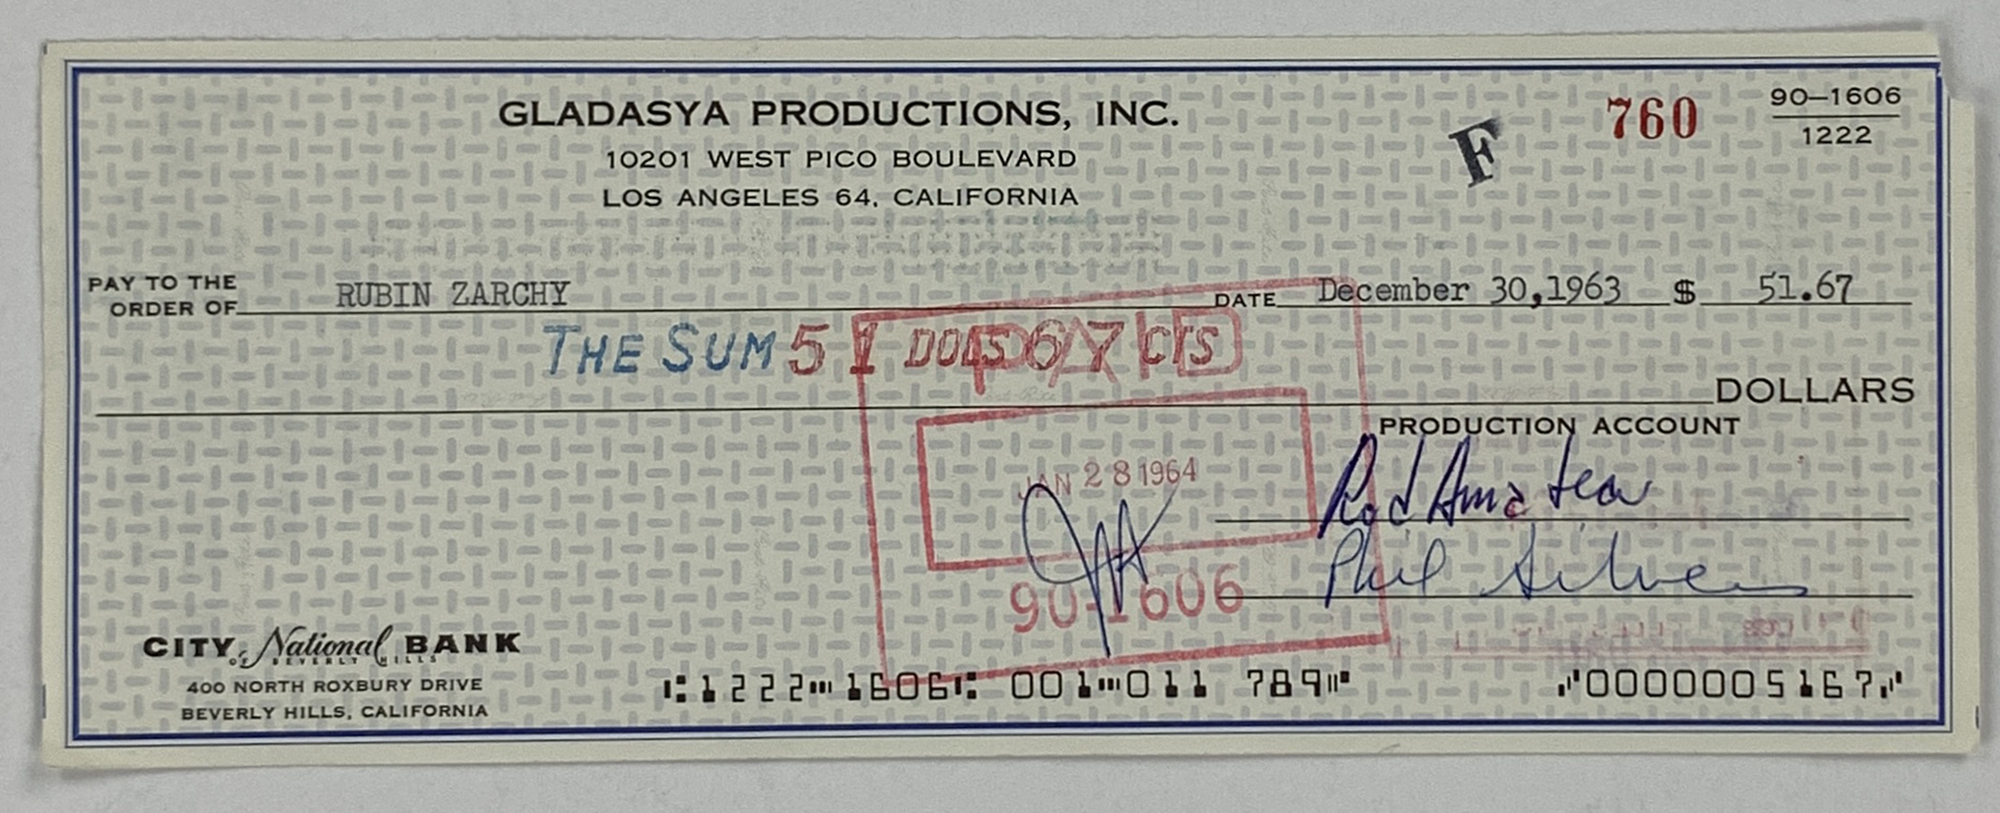 GLADASYA PRODUCTIONS, INC.
10201 WEST PICO BOULEVARD
LOS ANGELES 64, CALIFORNIA
F
760
90-1606
1222
PAY TO THE ORDER OF RUBIN ZARCHY DATE December 30,1963 $ 51.67
THE SUM 51 DOLS 67 CTS
PAID
DOLLARS
PRODUCTION ACCOUNT
JAN 28 1964
Rod Amateau
Phil Silvers
90-1606
CITY National BANK
OF BEVERLY HILLS
400 NORTH ROXBURY DRIVE
BEVERLY HILLS, CALIFORNIA
⑆1222⑉1606⑆ 001⑉011 789⑈ ⑇0000005167⑇